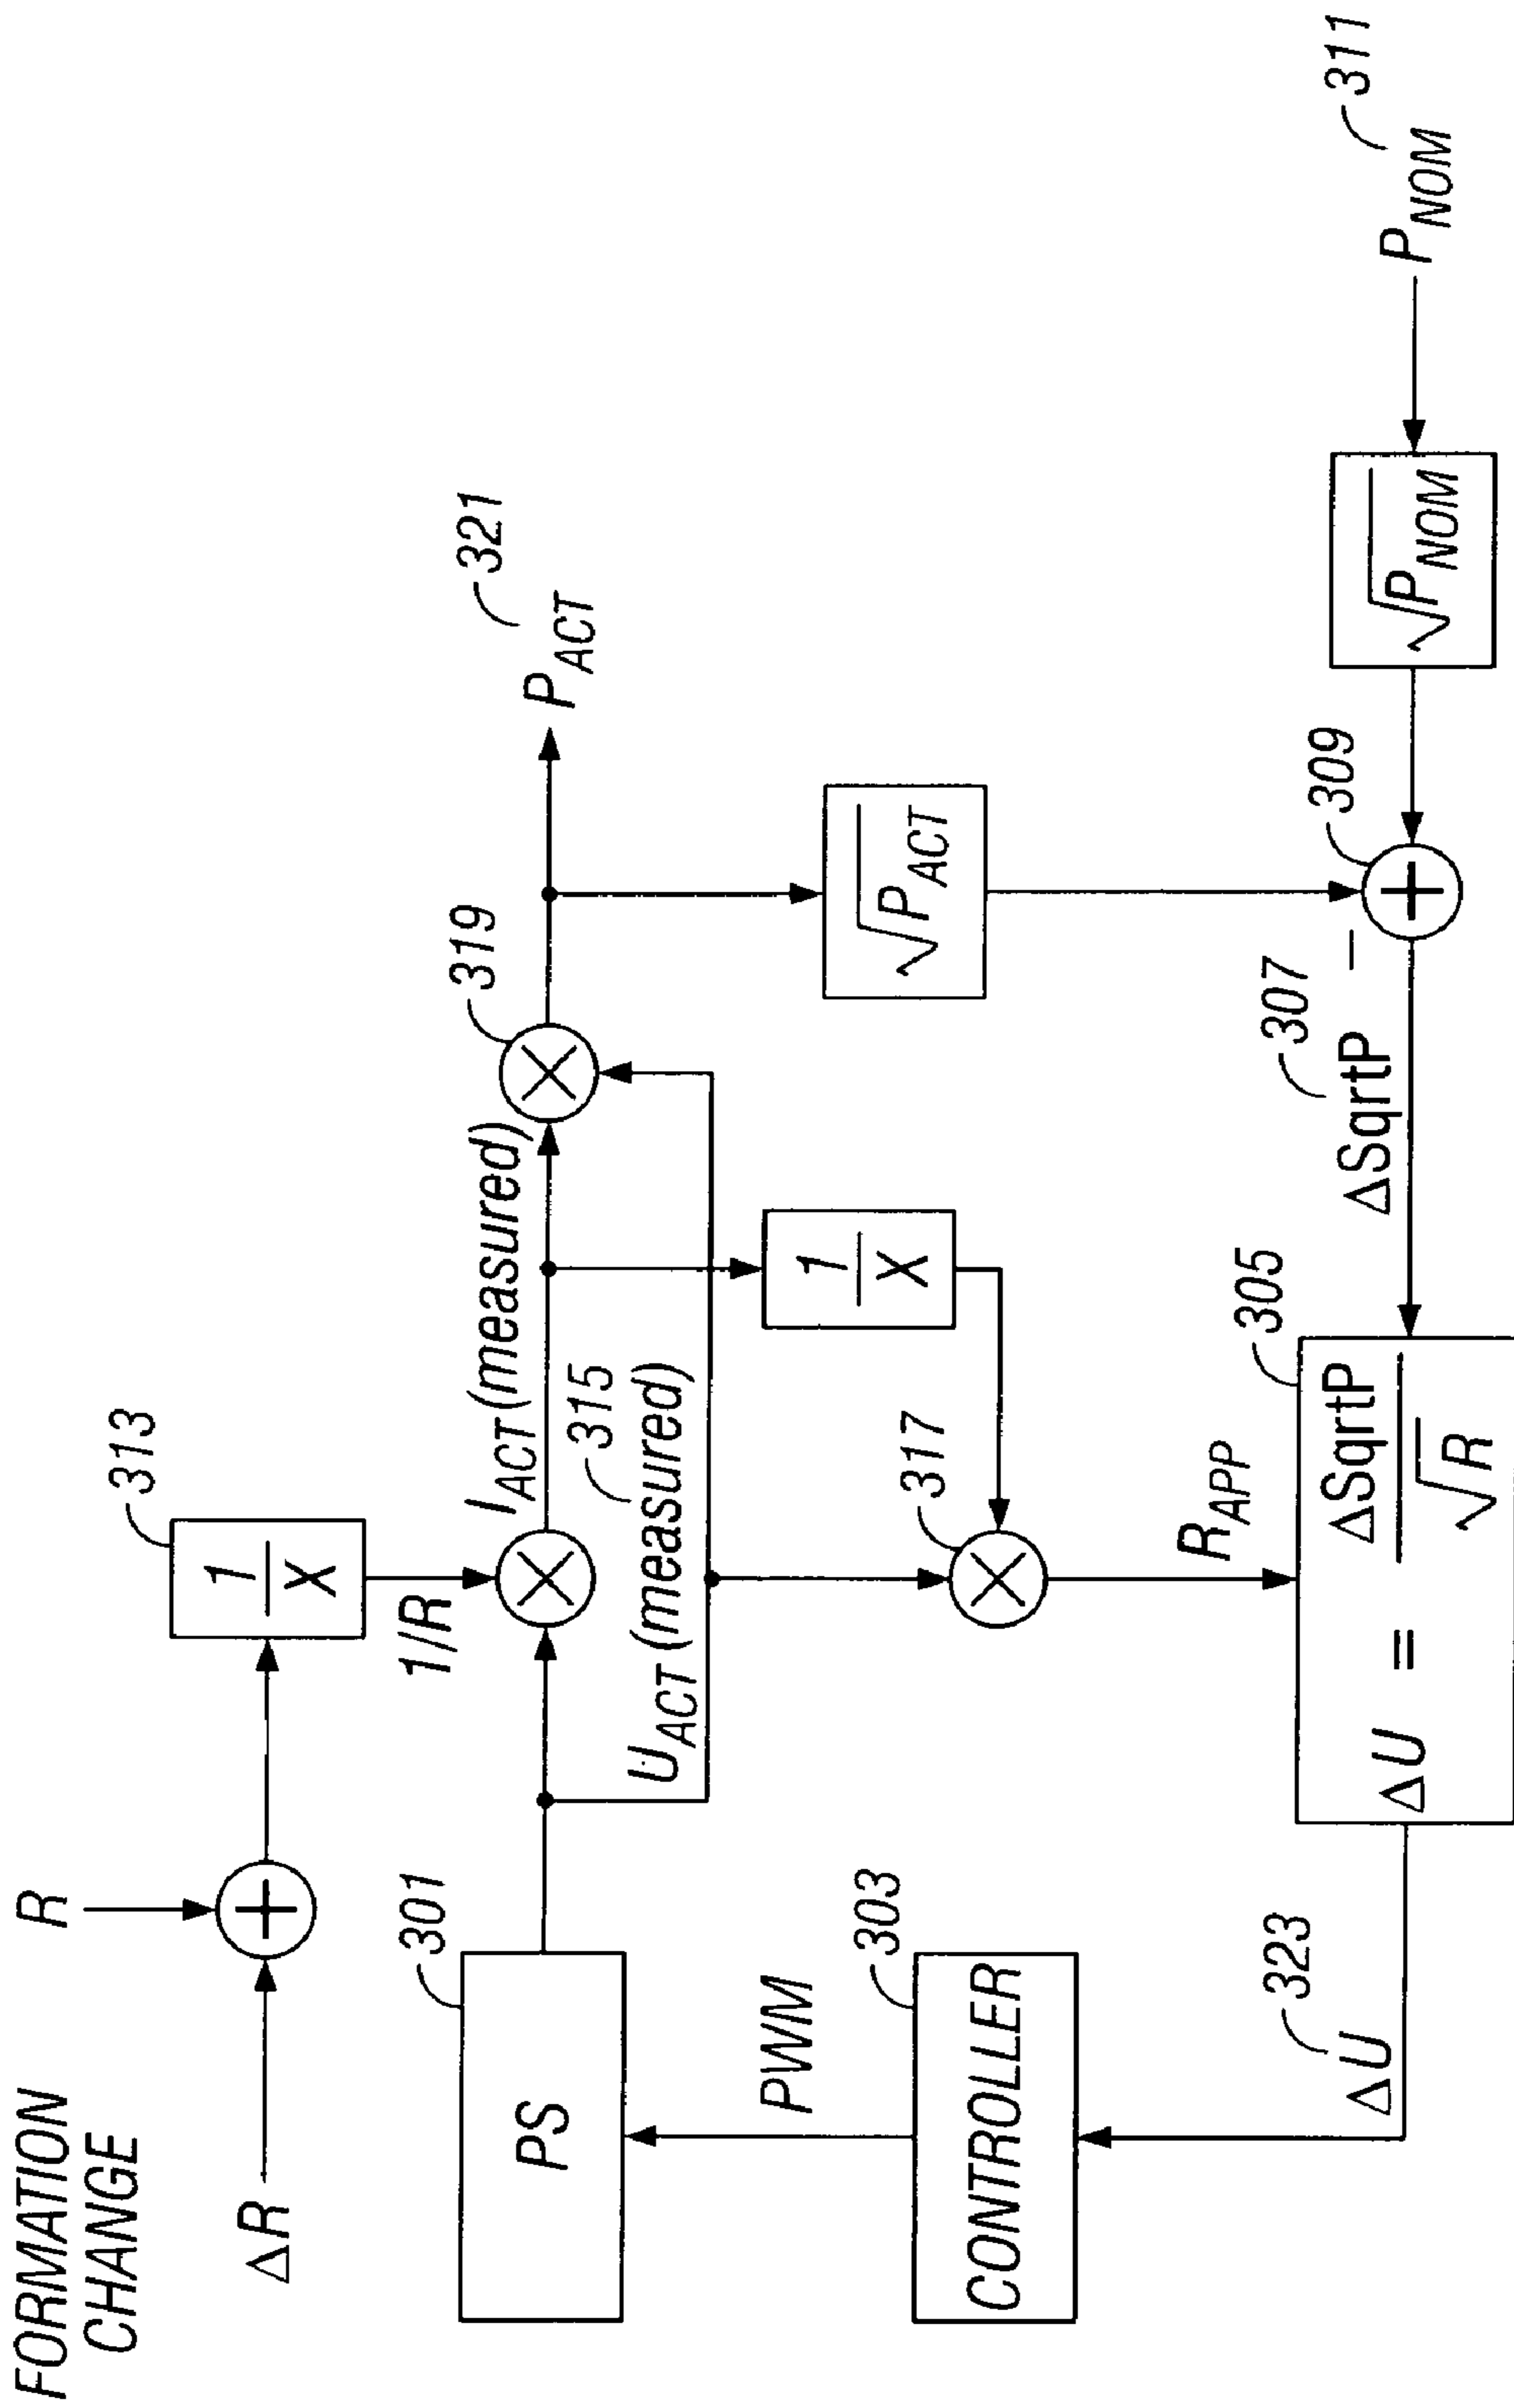 FORMATION
CHANGE
R
ΔR
313
1
X
1/R
301
PS
I_ACT (measured)
319
321
P_ACT
315
U_ACT (measured)
1
X
√P_ACT
PWM
317
303
CONTROLLER
R_APP
323
ΔU
305
ΔU = ΔSqrtP
√R
307
ΔSqrtP
–
309
√P_NOM
311
P_NOM